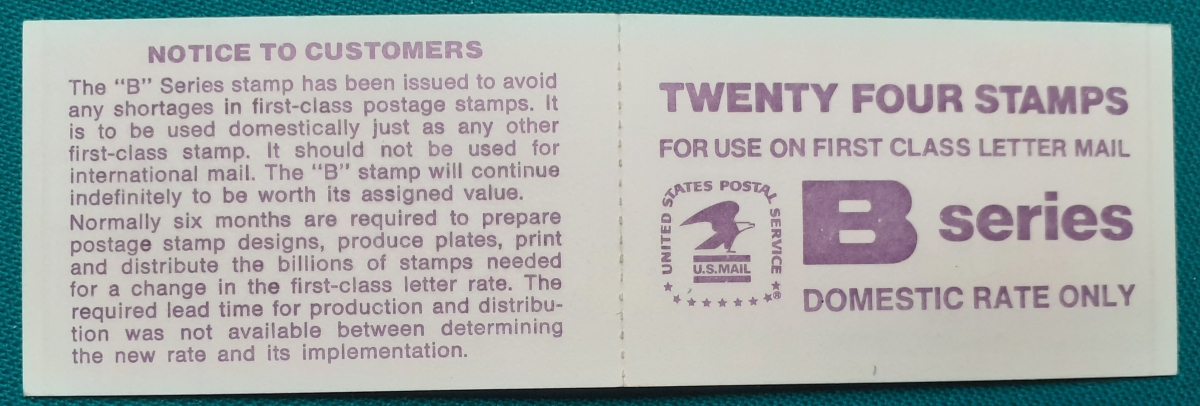 NOTICE TO CUSTOMERS
The "B" Series stamp has been issued to avoid
any shortages in first-class postage stamps. It
is to be used domestically just as any other
first-class stamp. It should not be used for
international mail. The "B" stamp will continue
indefinitely to be worth its assigned value.
Normally six months are required to prepare
postage stamp designs, produce plates, print
and distribute the billions of stamps needed
for a change in the first-class letter rate. The
required lead time for production and distribu-
tion was not available between determining
the new rate and its implementation.
TWENTY FOUR STAMPS
FOR USE ON FIRST CLASS LETTER MAIL
UNITED STATES POSTAL SERVICE
U.S.MAIL
®
B series
DOMESTIC RATE ONLY